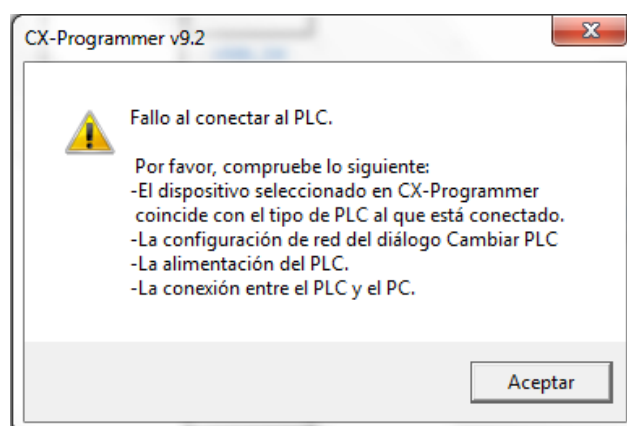 CX-Programmer v9.2
Fallo al conectar al PLC.
Por favor, compruebe lo siguiente:
-El dispositivo seleccionado en CX-Programmer
coincide con el tipo de PLC al que está conectado.
-La configuración de red del diálogo Cambiar PLC
-La alimentación del PLC.
-La conexión entre el PLC y el PC.
Aceptar